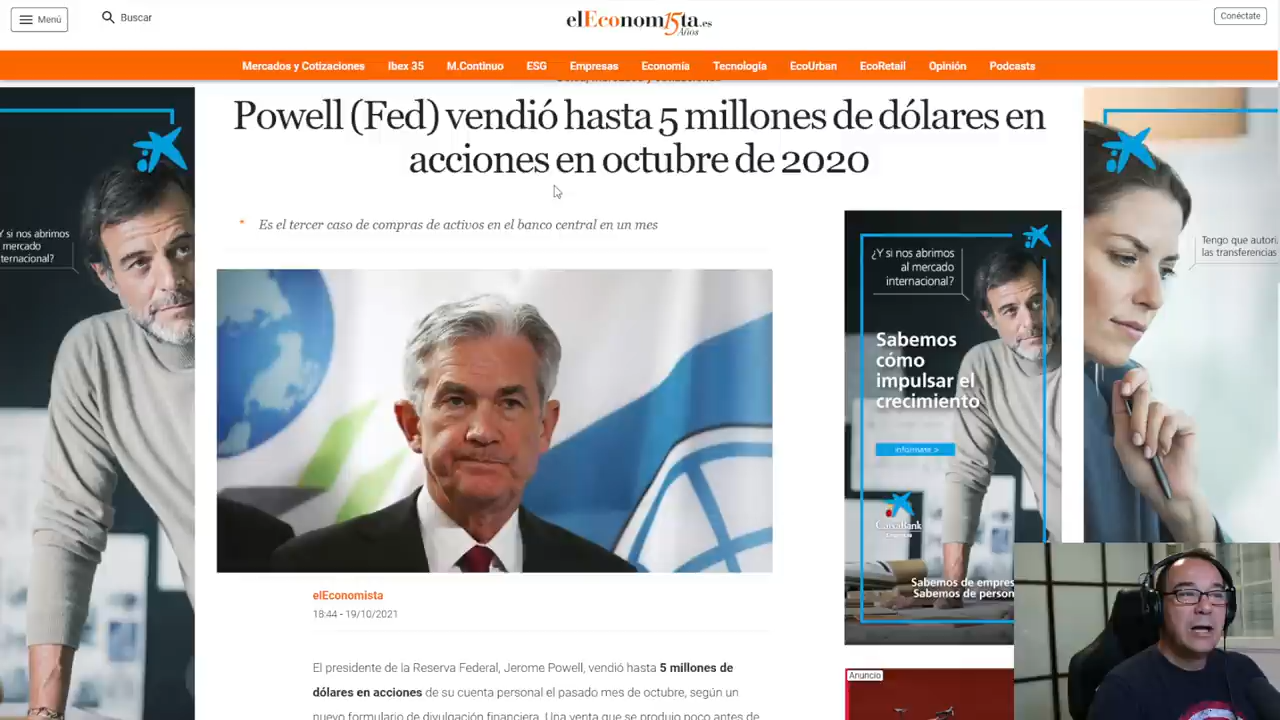 Menú
Buscar
elEconom15ta.es
Años
Conéctate
Mercados y Cotizaciones Ibex 35 M.Continuo ESG Empresas Economía Tecnología EcoUrban EcoRetail Opinión Podcasts
Powell (Fed) vendió hasta 5 millones de dólares en
acciones en octubre de 2020
* Es el tercer caso de compras de activos en el banco central en un mes
Y si nos abrimos
mercado
ternacional?
¿Y si nos abrimos
al mercado
internacional?
Sabemos
cómo
impulsar el
crecimiento
infórmate >
CaixaBank
Sabemos de empres
Sabemos de person
Tengo que autori
las transferencias
elEconomista
18:44 - 19/10/2021
El presidente de la Reserva Federal, Jerome Powell, vendió hasta 5 millones de
dólares en acciones de su cuenta personal el pasado mes de octubre, según un
nuevo formulario de divulgación financiera. Una venta que se produjo poco antes de
Anuncio